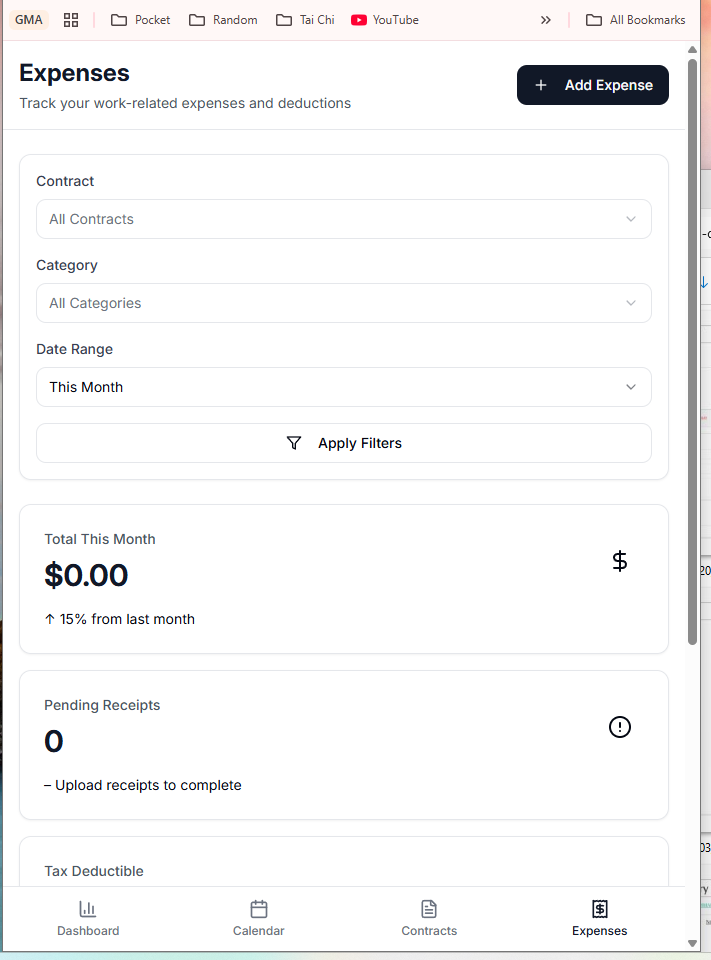 GMA Pocket Random Tai Chi YouTube » All Bookmarks
Expenses
Track your work-related expenses and deductions
+ Add Expense
Contract
All Contracts
Category
All Categories
Date Range
This Month
Apply Filters
Total This Month
$0.00
$
↑ 15% from last month
Pending Receipts
0
– Upload receipts to complete
Tax Deductible
Dashboard Calendar Contracts Expenses